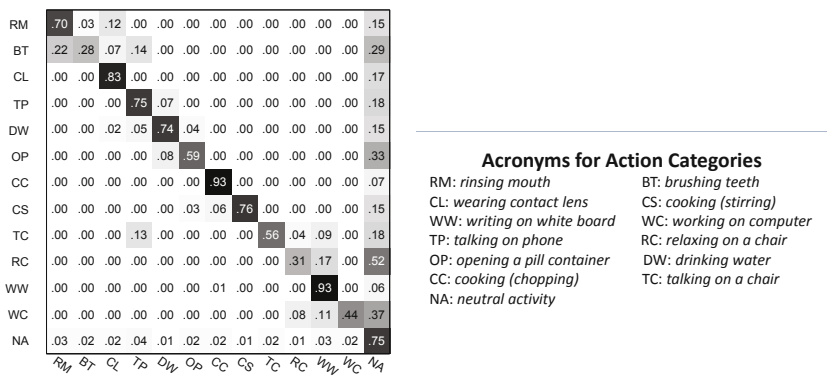 RM .70 .03 .12 .00 .00 .00 .00 .00 .00 .00 .00 .00 .15
BT .22 .28 .07 .14 .00 .00 .00 .00 .00 .00 .00 .00 .29
CL .00 .00 .83 .00 .00 .00 .00 .00 .00 .00 .00 .00 .17
TP .00 .00 .00 .75 .07 .00 .00 .00 .00 .00 .00 .00 .18
DW .00 .00 .02 .05 .74 .04 .00 .00 .00 .00 .00 .00 .15
OP .00 .00 .00 .00 .08 .59 .00 .00 .00 .00 .00 .00 .33
CC .00 .00 .00 .00 .00 .00 .93 .00 .00 .00 .00 .00 .07
CS .00 .00 .00 .00 .00 .03 .06 .76 .00 .00 .00 .00 .15
TC .00 .00 .00 .13 .00 .00 .00 .00 .56 .04 .09 .00 .18
RC .00 .00 .00 .00 .00 .00 .00 .00 .00 .31 .17 .00 .52
WW .00 .00 .00 .00 .00 .00 .01 .00 .00 .00 .93 .00 .06
WC .00 .00 .00 .00 .00 .00 .00 .00 .00 .08 .11 .44 .37
NA .03 .02 .02 .04 .01 .02 .02 .01 .02 .01 .03 .02 .75
RM BT CL TP DW OP CC CS TC RC WW WC NA
Acronyms for Action Categories
RM: rinsing mouth BT: brushing teeth
CL: wearing contact lens CS: cooking (stirring)
WW: writing on white board WC: working on computer
TP: talking on phone RC: relaxing on a chair
OP: opening a pill container DW: drinking water
CC: cooking (chopping) TC: talking on a chair
NA: neutral activity